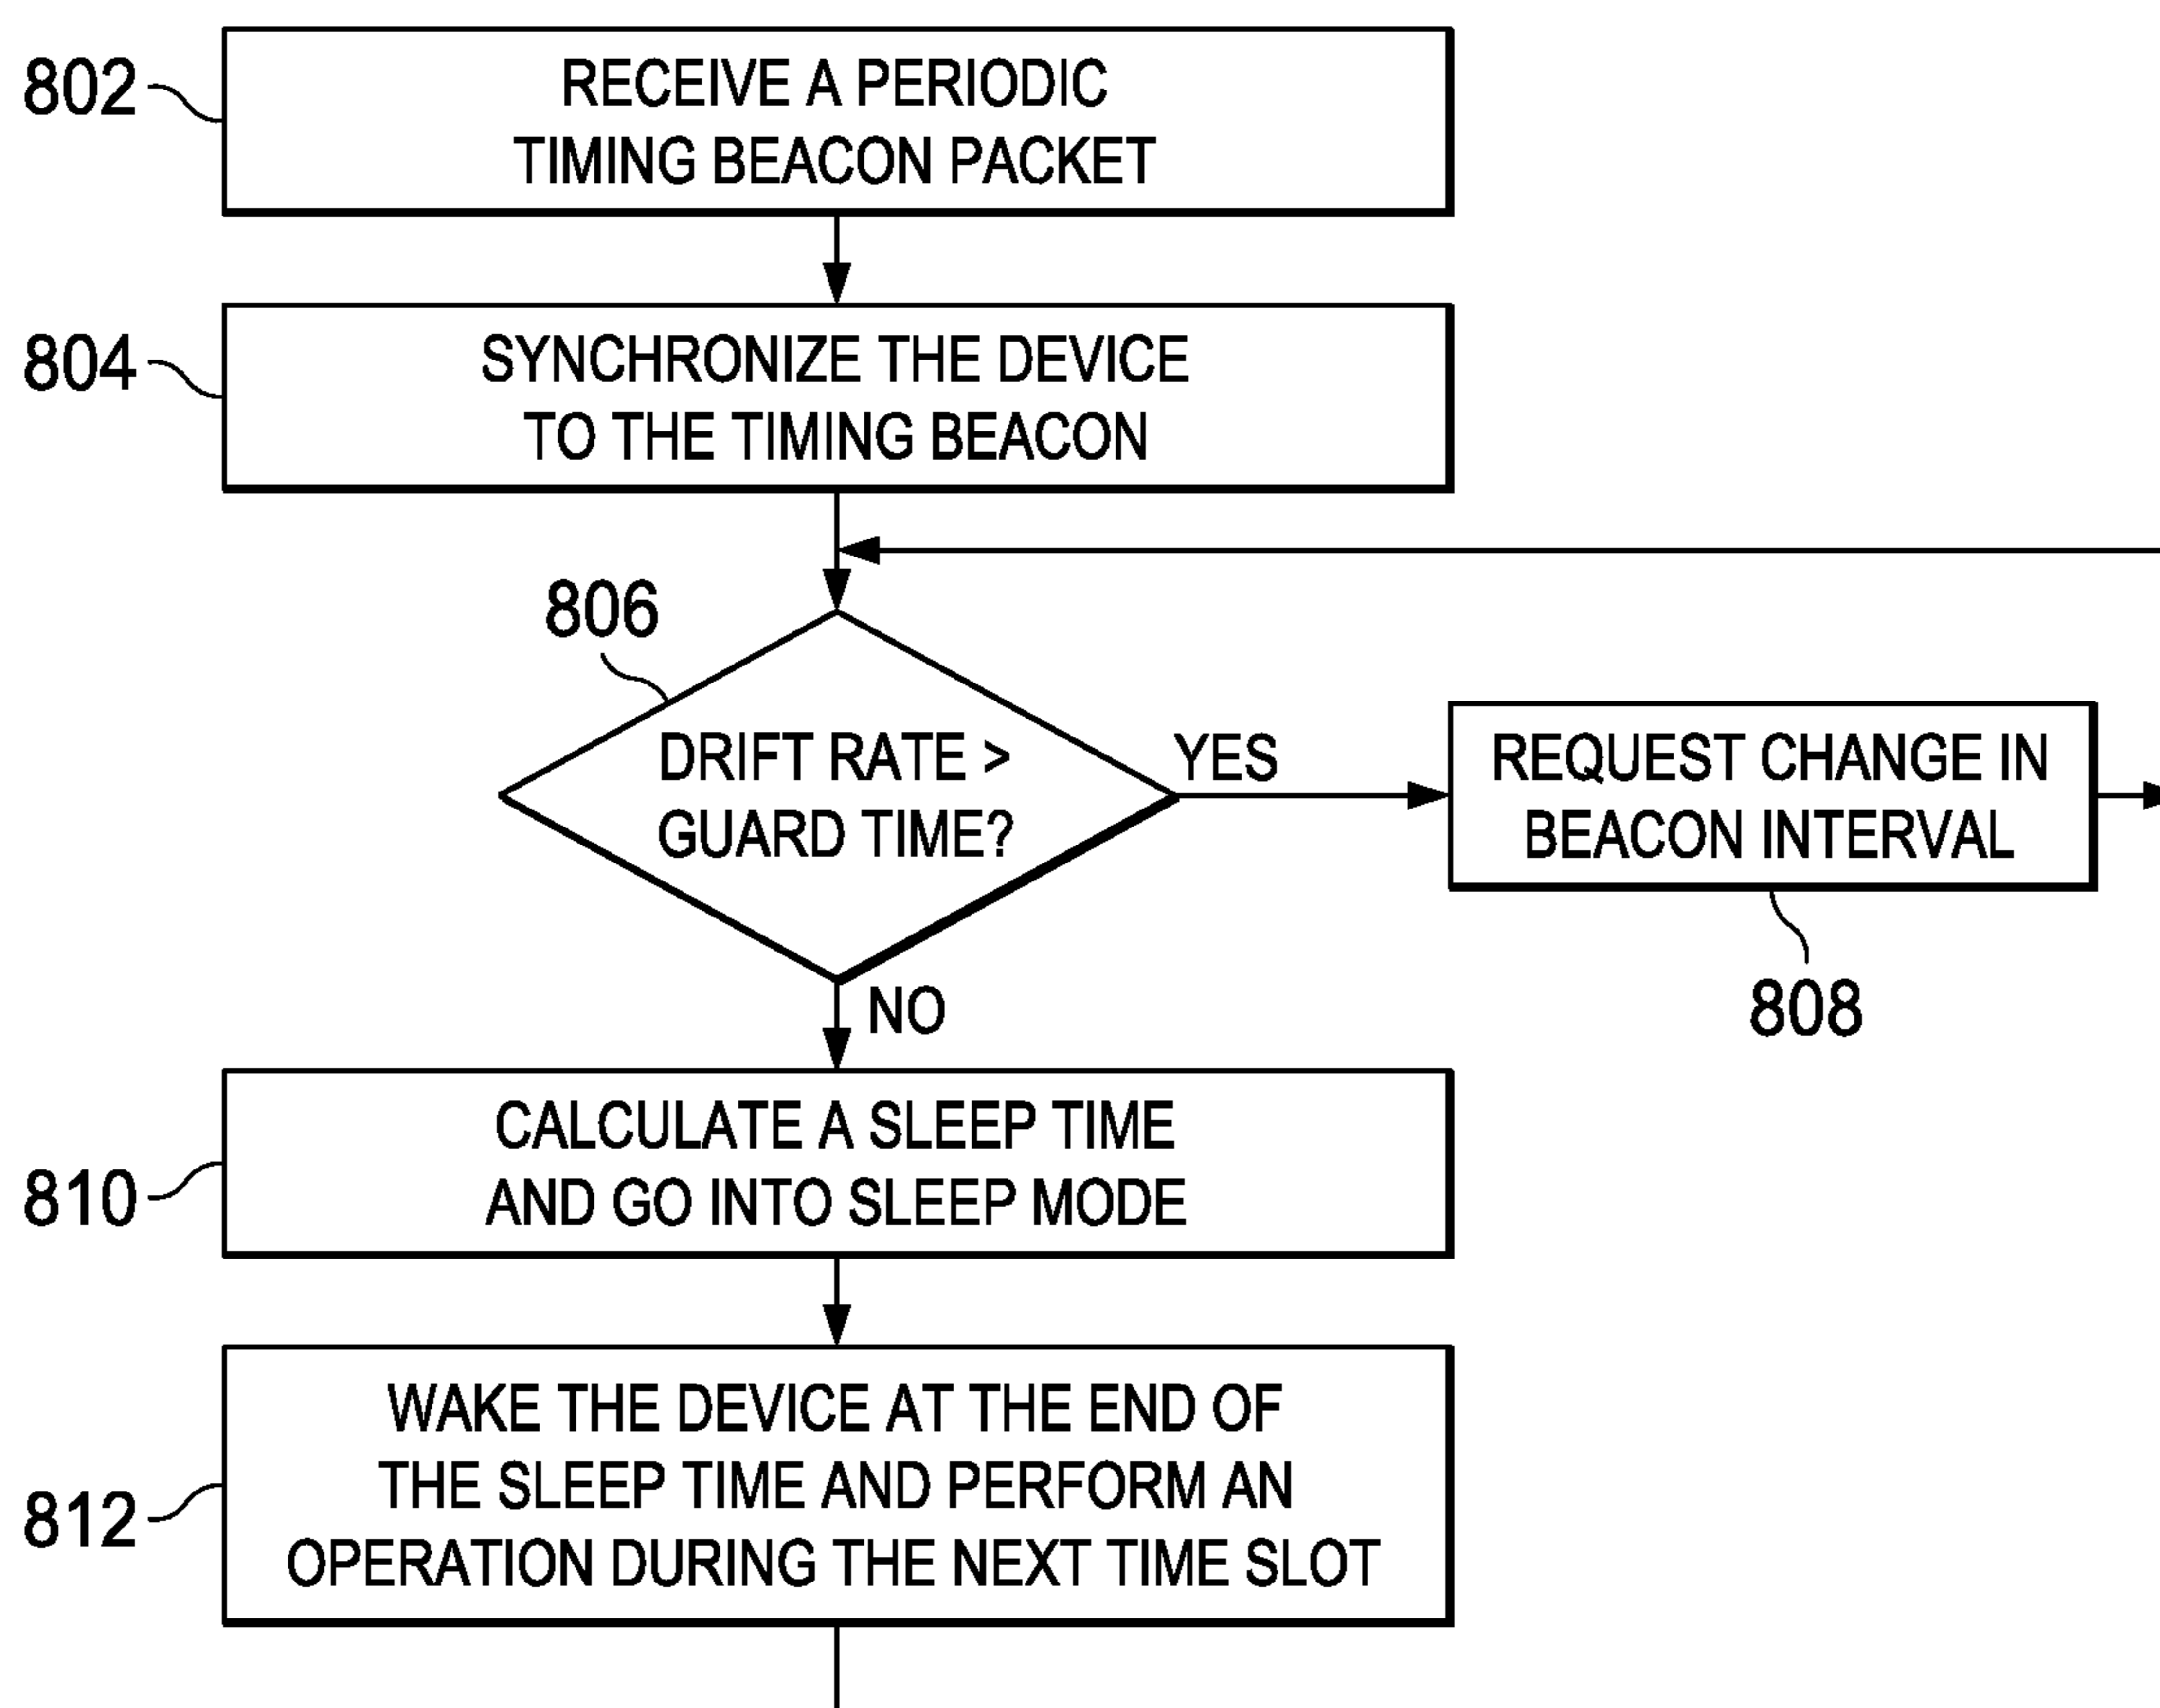 802
RECEIVE A PERIODIC
TIMING BEACON PACKET
804
SYNCHRONIZE THE DEVICE
TO THE TIMING BEACON
806
DRIFT RATE >
GUARD TIME?
YES
REQUEST CHANGE IN
BEACON INTERVAL
808
NO
810
CALCULATE A SLEEP TIME
AND GO INTO SLEEP MODE
812
WAKE THE DEVICE AT THE END OF
THE SLEEP TIME AND PERFORM AN
OPERATION DURING THE NEXT TIME SLOT